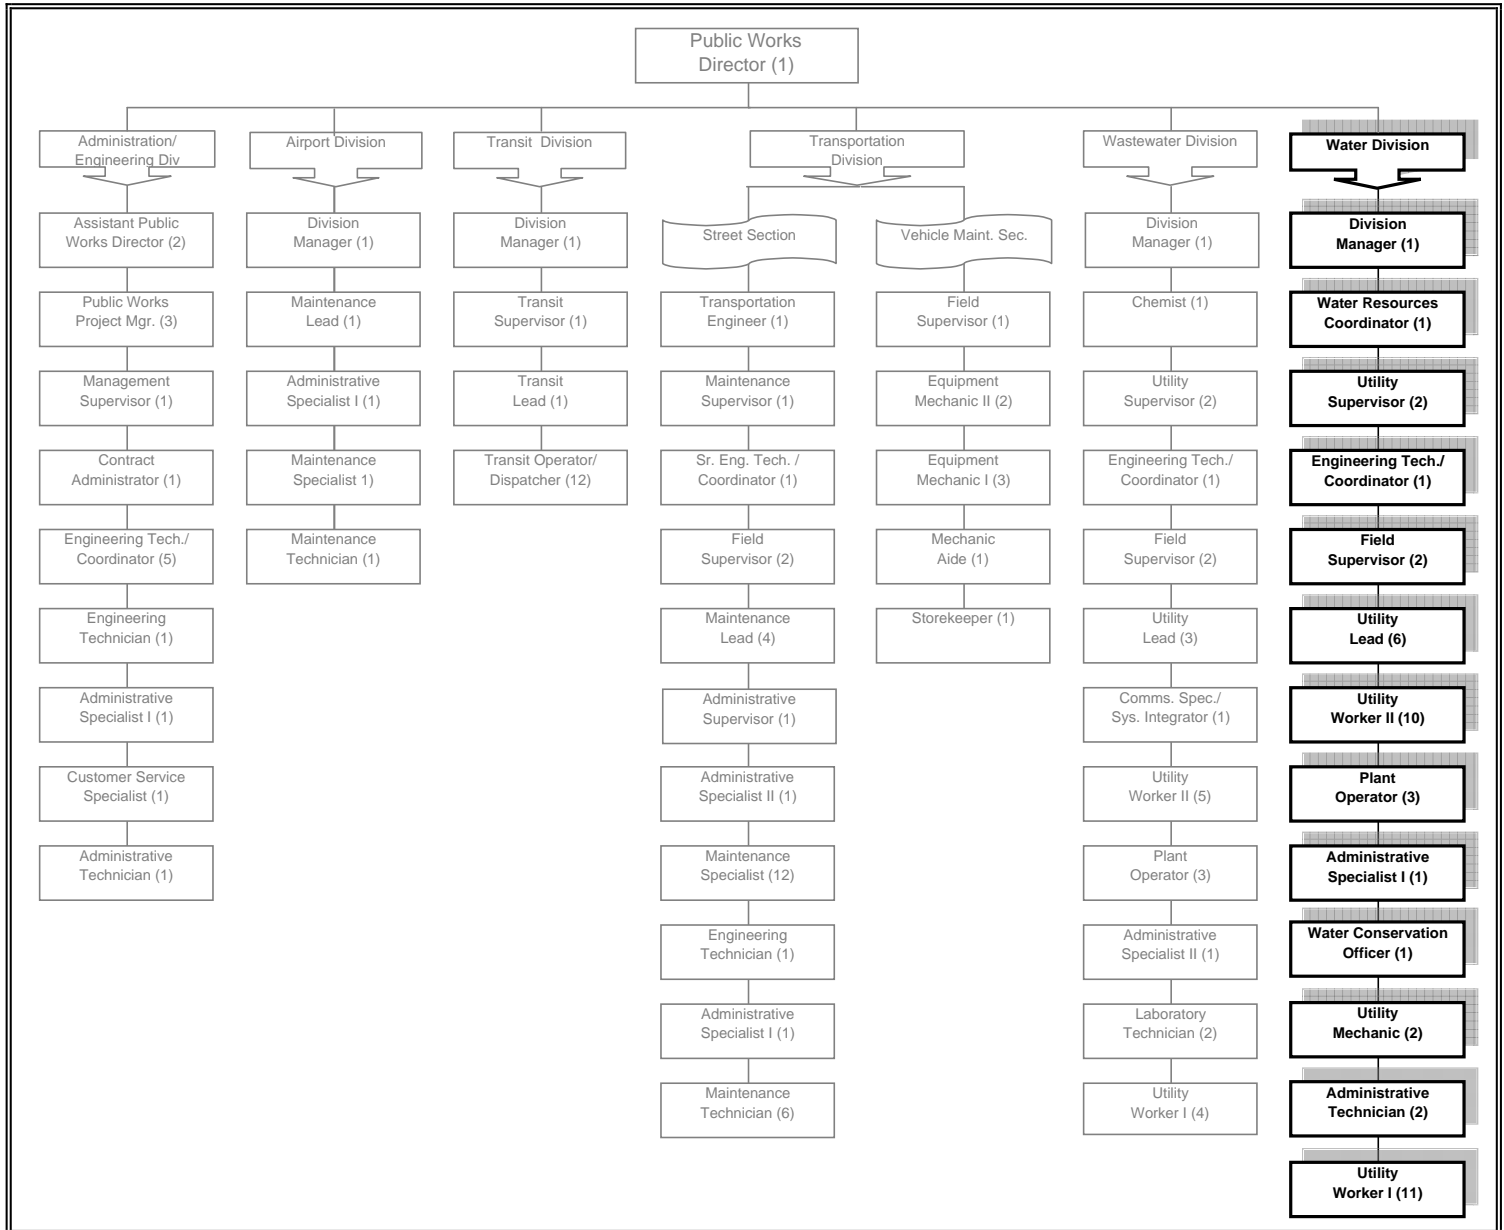 Public Works
Director (1)
Administration/
Engineering Div
Assistant Public
Works Director (2)
Public Works
Project Mgr. (3)
Management
Supervisor (1)
Contract
Administrator (1)
Engineering Tech./
Coordinator (5)
Engineering
Technician (1)
Administrative
Specialist I (1)
Customer Service
Specialist (1)
Administrative
Technician (1)
Airport Division
Division
Manager (1)
Maintenance
Lead (1)
Administrative
Specialist I (1)
Maintenance
Specialist 1)
Maintenance
Technician (1)
Transit Division
Division
Manager (1)
Transit
Supervisor (1)
Transit
Lead (1)
Transit Operator/
Dispatcher (12)
Transportation
Division
Street Section
Transportation
Engineer (1)
Maintenance
Supervisor (1)
Sr. Eng. Tech. /
Coordinator (1)
Field
Supervisor (2)
Maintenance
Lead (4)
Administrative
Supervisor (1)
Administrative
Specialist II (1)
Maintenance
Specialist (12)
Engineering
Technician (1)
Administrative
Specialist I (1)
Maintenance
Technician (6)
Vehicle Maint. Sec.
Field
Supervisor (1)
Equipment
Mechanic II (2)
Equipment
Mechanic I (3)
Mechanic
Aide (1)
Storekeeper (1)
Wastewater Division
Division
Manager (1)
Chemist (1)
Utility
Supervisor (2)
Engineering Tech./
Coordinator (1)
Field
Supervisor (2)
Utility
Lead (3)
Comms. Spec./
Sys. Integrator (1)
Utility
Worker II (5)
Plant
Operator (3)
Administrative
Specialist II (1)
Laboratory
Technician (2)
Utility
Worker I (4)
Water Division
Division
Manager (1)
Water Resources
Coordinator (1)
Utility
Supervisor (2)
Engineering Tech./
Coordinator (1)
Field
Supervisor (2)
Utility
Lead (6)
Utility
Worker II (10)
Plant
Operator (3)
Administrative
Specialist I (1)
Water Conservation
Officer (1)
Utility
Mechanic (2)
Administrative
Technician (2)
Utility
Worker I (11)